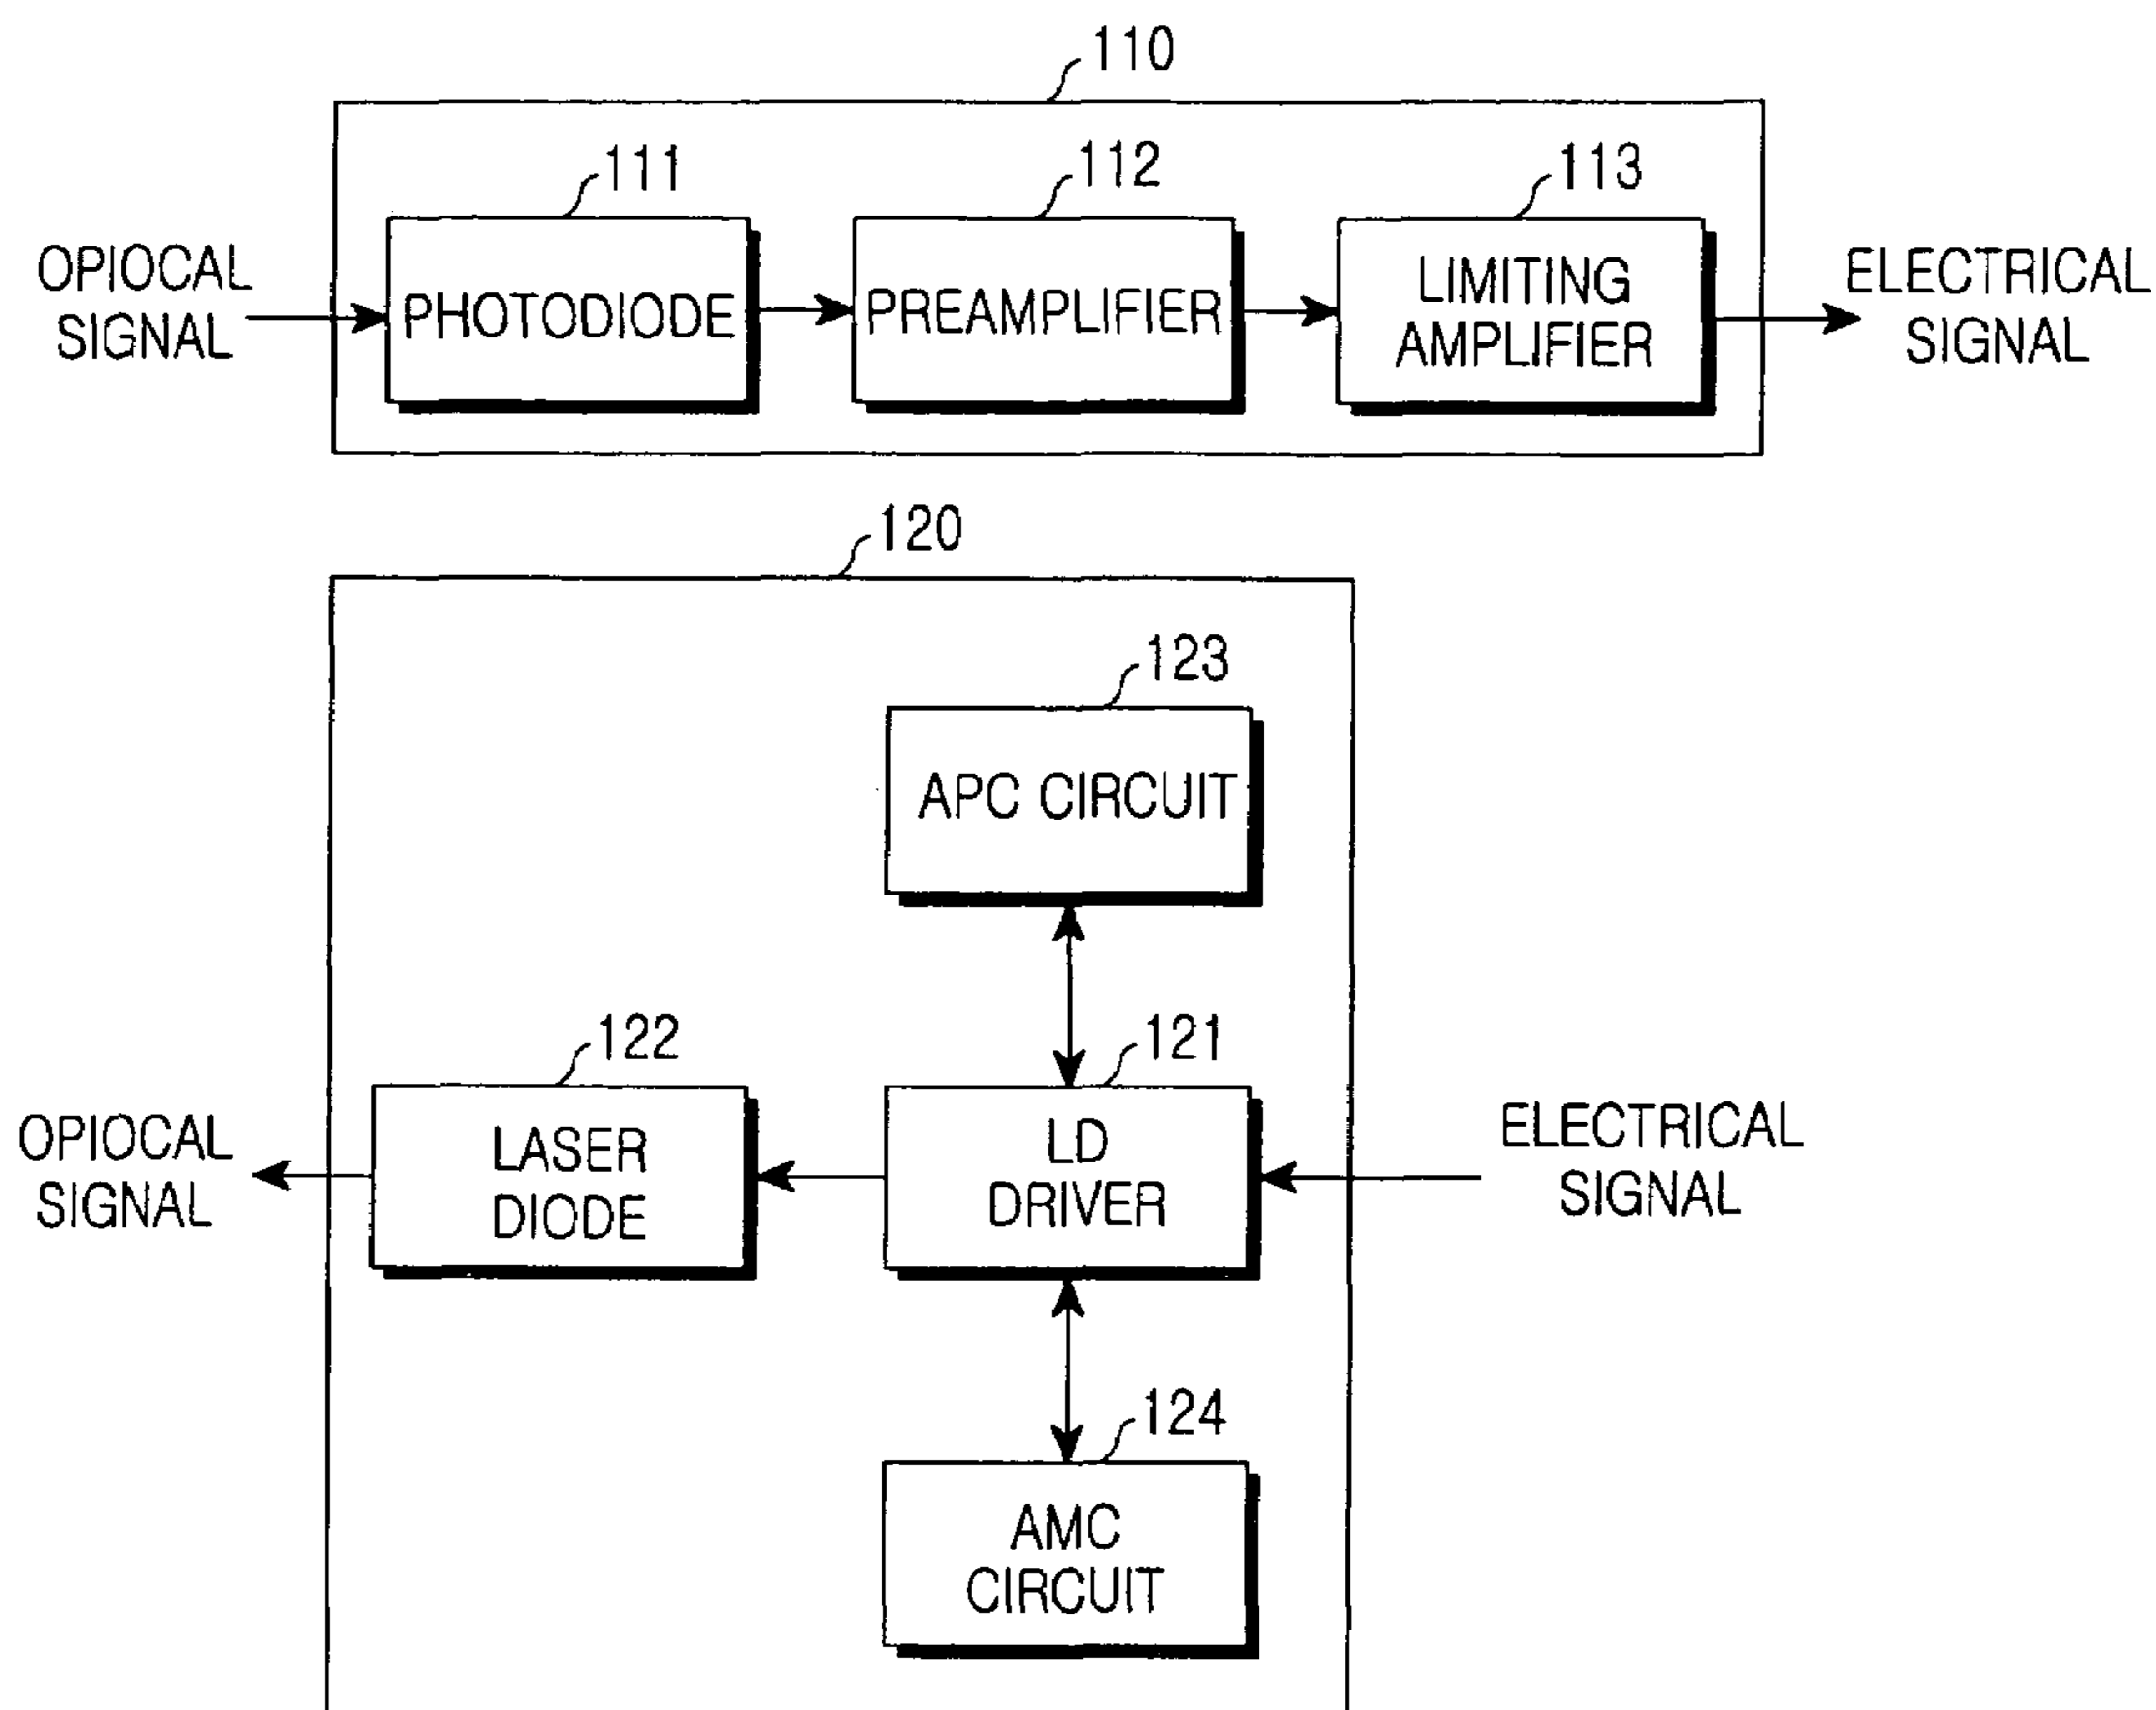 110
111
112
113
OPIOCAL
SIGNAL
PHOTODIODE
PREAMPLIFIER
LIMITING
AMPLIFIER
ELECTRICAL
SIGNAL
120
123
APC CIRCUIT
122
121
OPIOCAL
SIGNAL
LASER
DIODE
LD
DRIVER
ELECTRICAL
SIGNAL
124
AMC
CIRCUIT